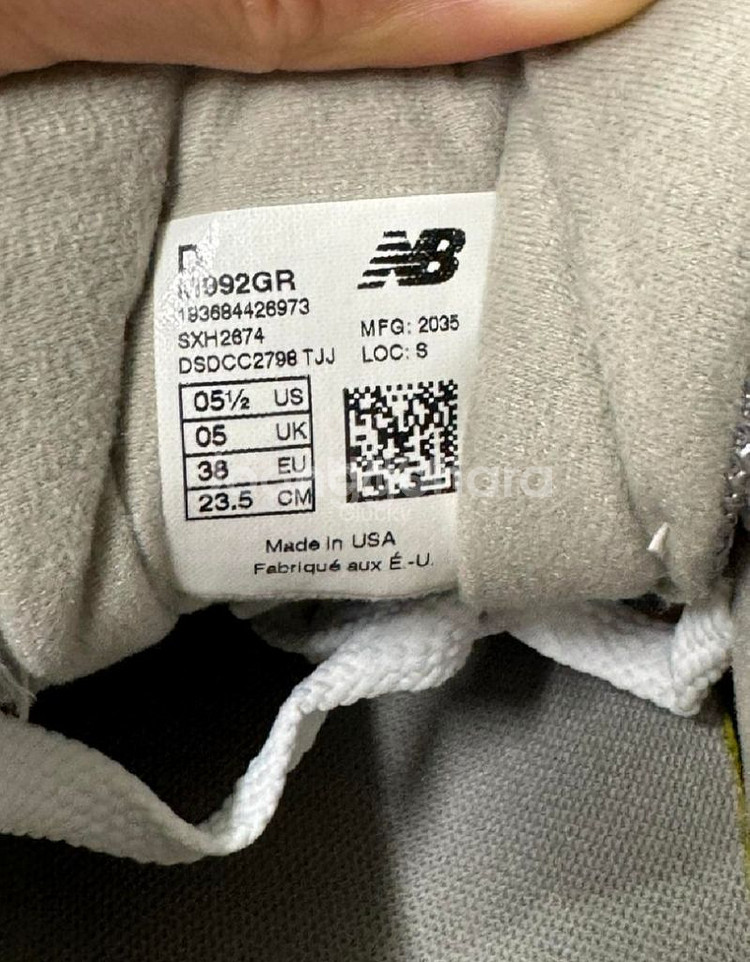 D
M992GR
193684426973
SXH2674
DSDCC2798 TJJ
NB
MFG: 2035
LOC: S
05½ US
05 UK
38 EU
23.5 CM
Made in USA
Fabriqué aux É.-U.